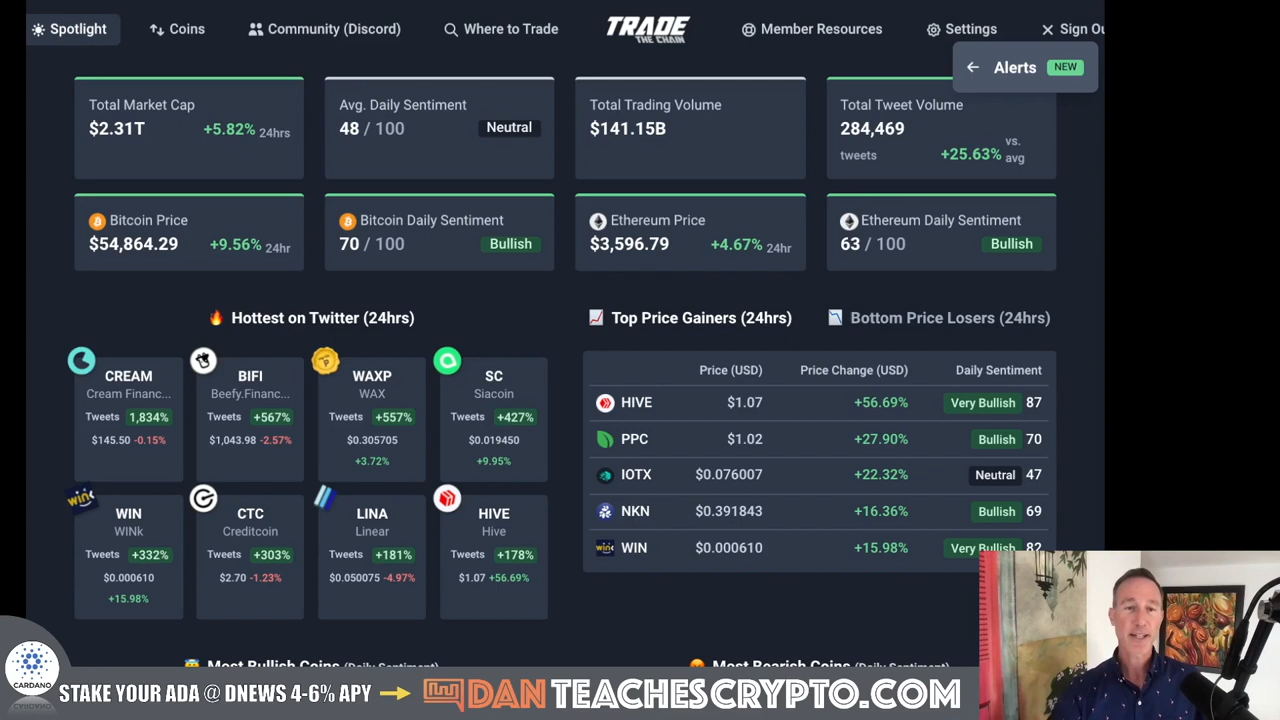 Spotlight
Coins
Community (Discord)
Where to Trade
TRADE
THE CHAIN
Member Resources
Settings
Sign Ou
Alerts NEW
Total Market Cap
$2.31T +5.82% 24hrs
Avg. Daily Sentiment
48 / 100 Neutral
Total Trading Volume
$141.15B
Total Tweet Volume
284,469
tweets +25.63% vs. avg
Bitcoin Price
$54,864.29 +9.56% 24hr
Bitcoin Daily Sentiment
70 / 100 Bullish
Ethereum Price
$3,596.79 +4.67% 24hr
Ethereum Daily Sentiment
63 / 100 Bullish
Hottest on Twitter (24hrs)
CREAM
Cream Financ...
Tweets 1,834%
$145.50 -0.15%
BIFI
Beefy.Financ...
Tweets +567%
$1,043.98 -2.57%
WAXP
WAX
Tweets +557%
$0.305705
+3.72%
SC
Siacoin
Tweets +427%
$0.019450
+9.95%
WIN
WINk
Tweets +332%
$0.000610
+15.98%
CTC
Creditcoin
Tweets +303%
$2.70 -1.23%
LINA
Linear
Tweets +181%
$0.050075 -4.97%
HIVE
Hive
Tweets +178%
$1.07 +56.69%
Top Price Gainers (24hrs)
Bottom Price Losers (24hrs)
Price (USD) Price Change (USD) Daily Sentiment
HIVE $1.07 +56.69% Very Bullish 87
PPC $1.02 +27.90% Bullish 70
IOTX $0.076007 +22.32% Neutral 47
NKN $0.391843 +16.36% Bullish 69
WIN $0.000610 +15.98% Very Bullish 82
Most Bullish Coins (Daily Sentiment)
Most Bearish Coins (Daily Sentiment)
CARDANO
STAKE YOUR ADA @ DNEWS 4-6% APY
DANTEACHESCRYPTO.COM